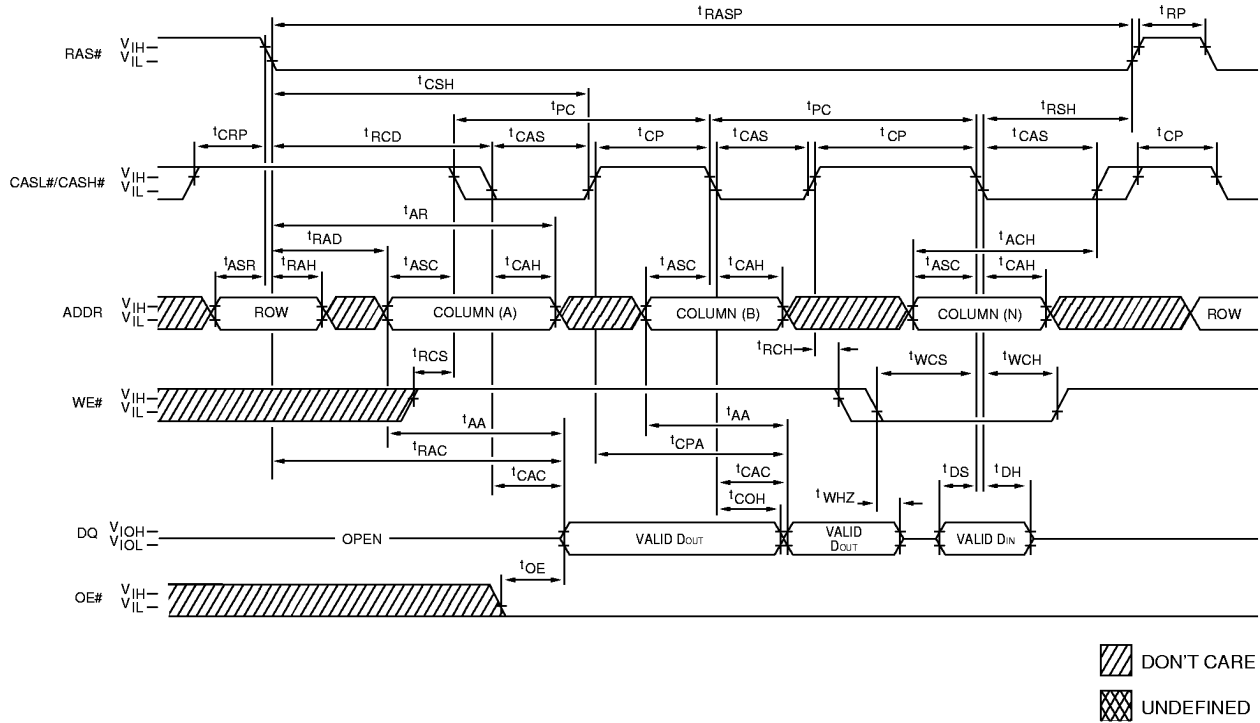 tRASP
tRP
RAS# VIH
VIL
tCSH
tPC tPC tRSH
tCRP tRCD tCAS tCP tCAS tCP tCAS tCP
CASL#/CASH# VIH
VIL
tAR
tRAD tACH
tASR tRAH tASC tCAH tASC tCAH tASC tCAH
ADDR VIH
VIL
ROW COLUMN (A) COLUMN (B) COLUMN (N) ROW
tRCS tRCH tWCS tWCH
WE# VIH
VIL
tAA tAA
tRAC tCPA
tCAC tCAC tDS tDH
tCOH tWHZ
DQ VIOH
VIOL
OPEN VALID DOUT VALID
DOUT VALID DIN
tOE
OE# VIH
VIL
DON'T CARE
UNDEFINED